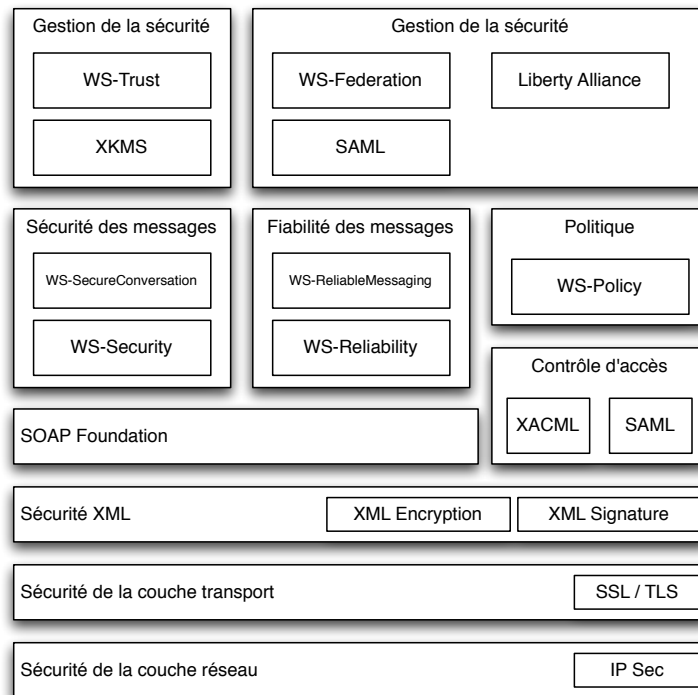 Gestion de la sécurité
WS-Trust
XKMS
Gestion de la sécurité
WS-Federation
Liberty Alliance
SAML
Sécurité des messages
WS-SecureConversation
WS-Security
Fiabilité des messages
WS-ReliableMessaging
WS-Reliability
Politique
WS-Policy
Contrôle d'accès
XACML
SAML
SOAP Foundation
Sécurité XML
XML Encryption
XML Signature
Sécurité de la couche transport
SSL / TLS
Sécurité de la couche réseau
IP Sec